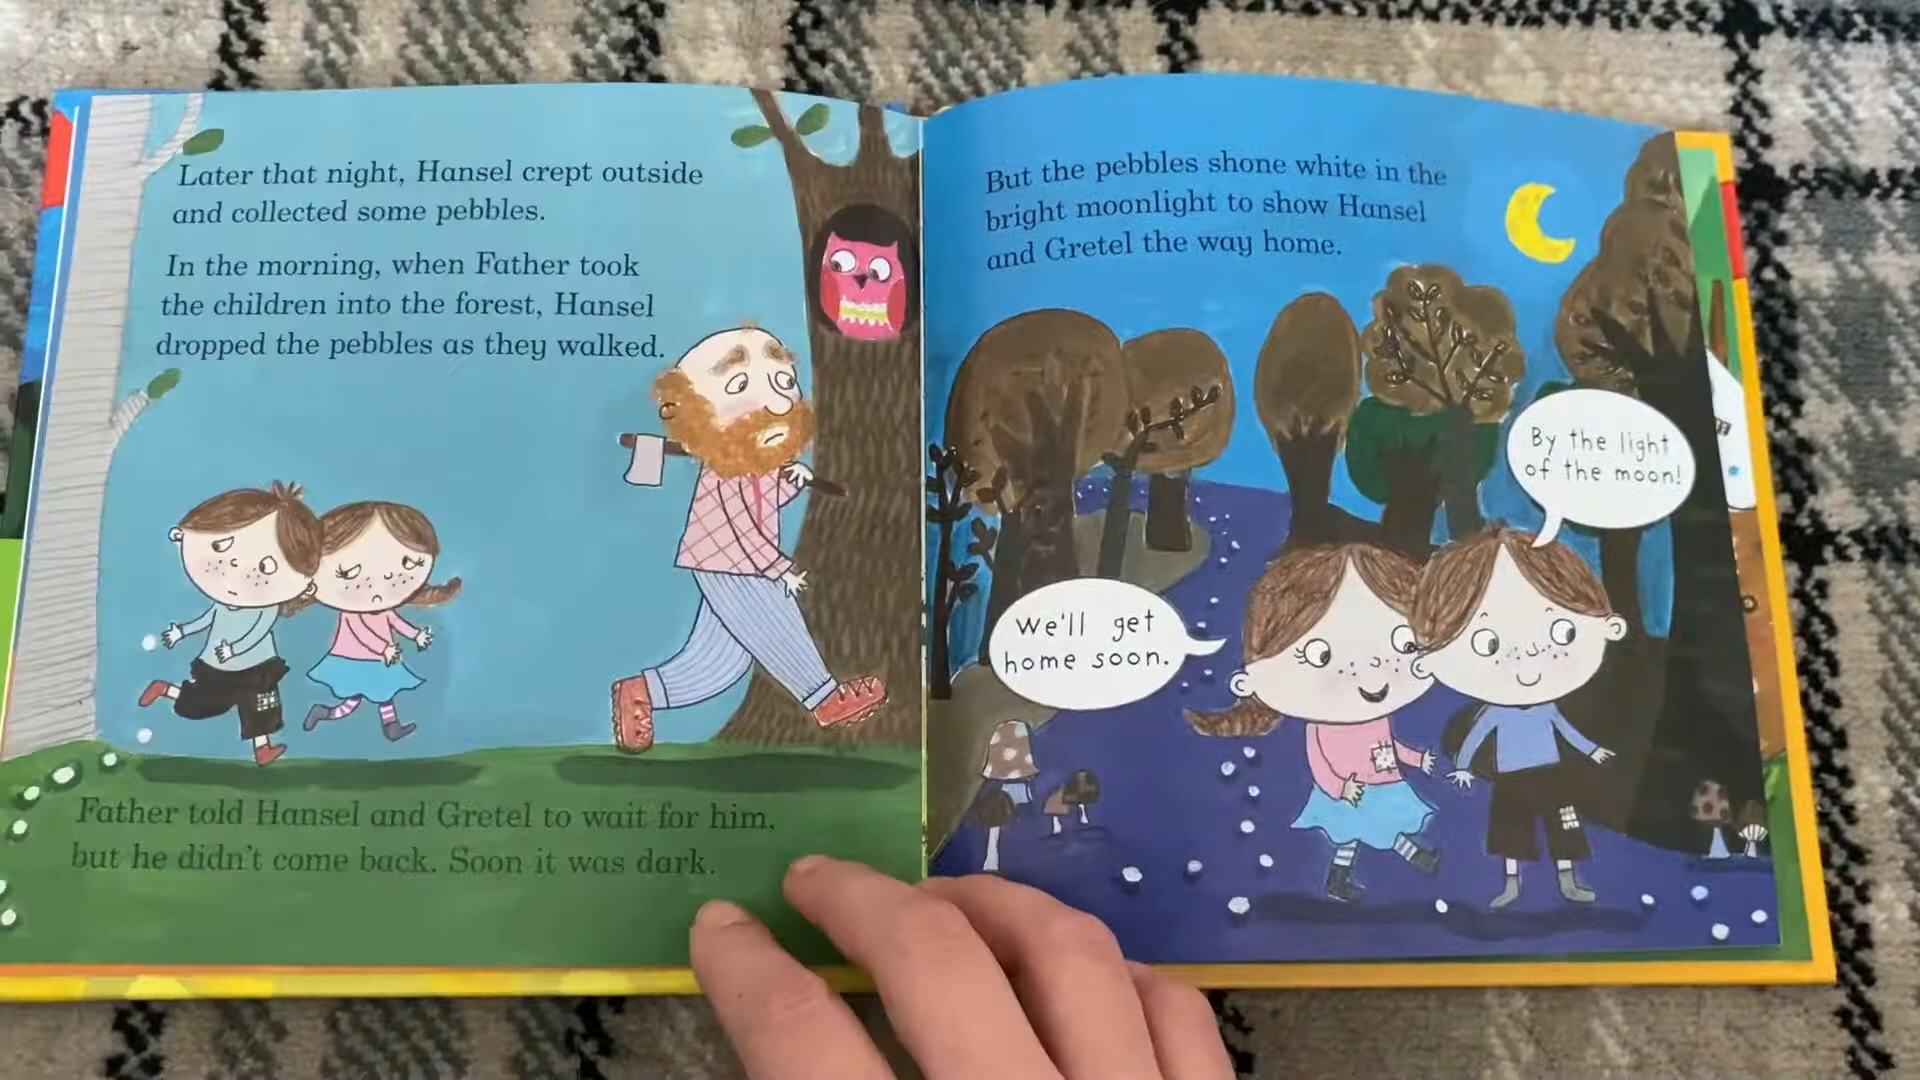 Later that night, Hansel crept outside
and collected some pebbles.
In the morning, when Father took
the children into the forest, Hansel
dropped the pebbles as they walked.
Father told Hansel and Gretel to wait for him,
but he didn't come back. Soon it was dark.
But the pebbles shone white in the
bright moonlight to show Hansel
and Gretel the way home.
By the light
of the moon!
We'll get
home soon.